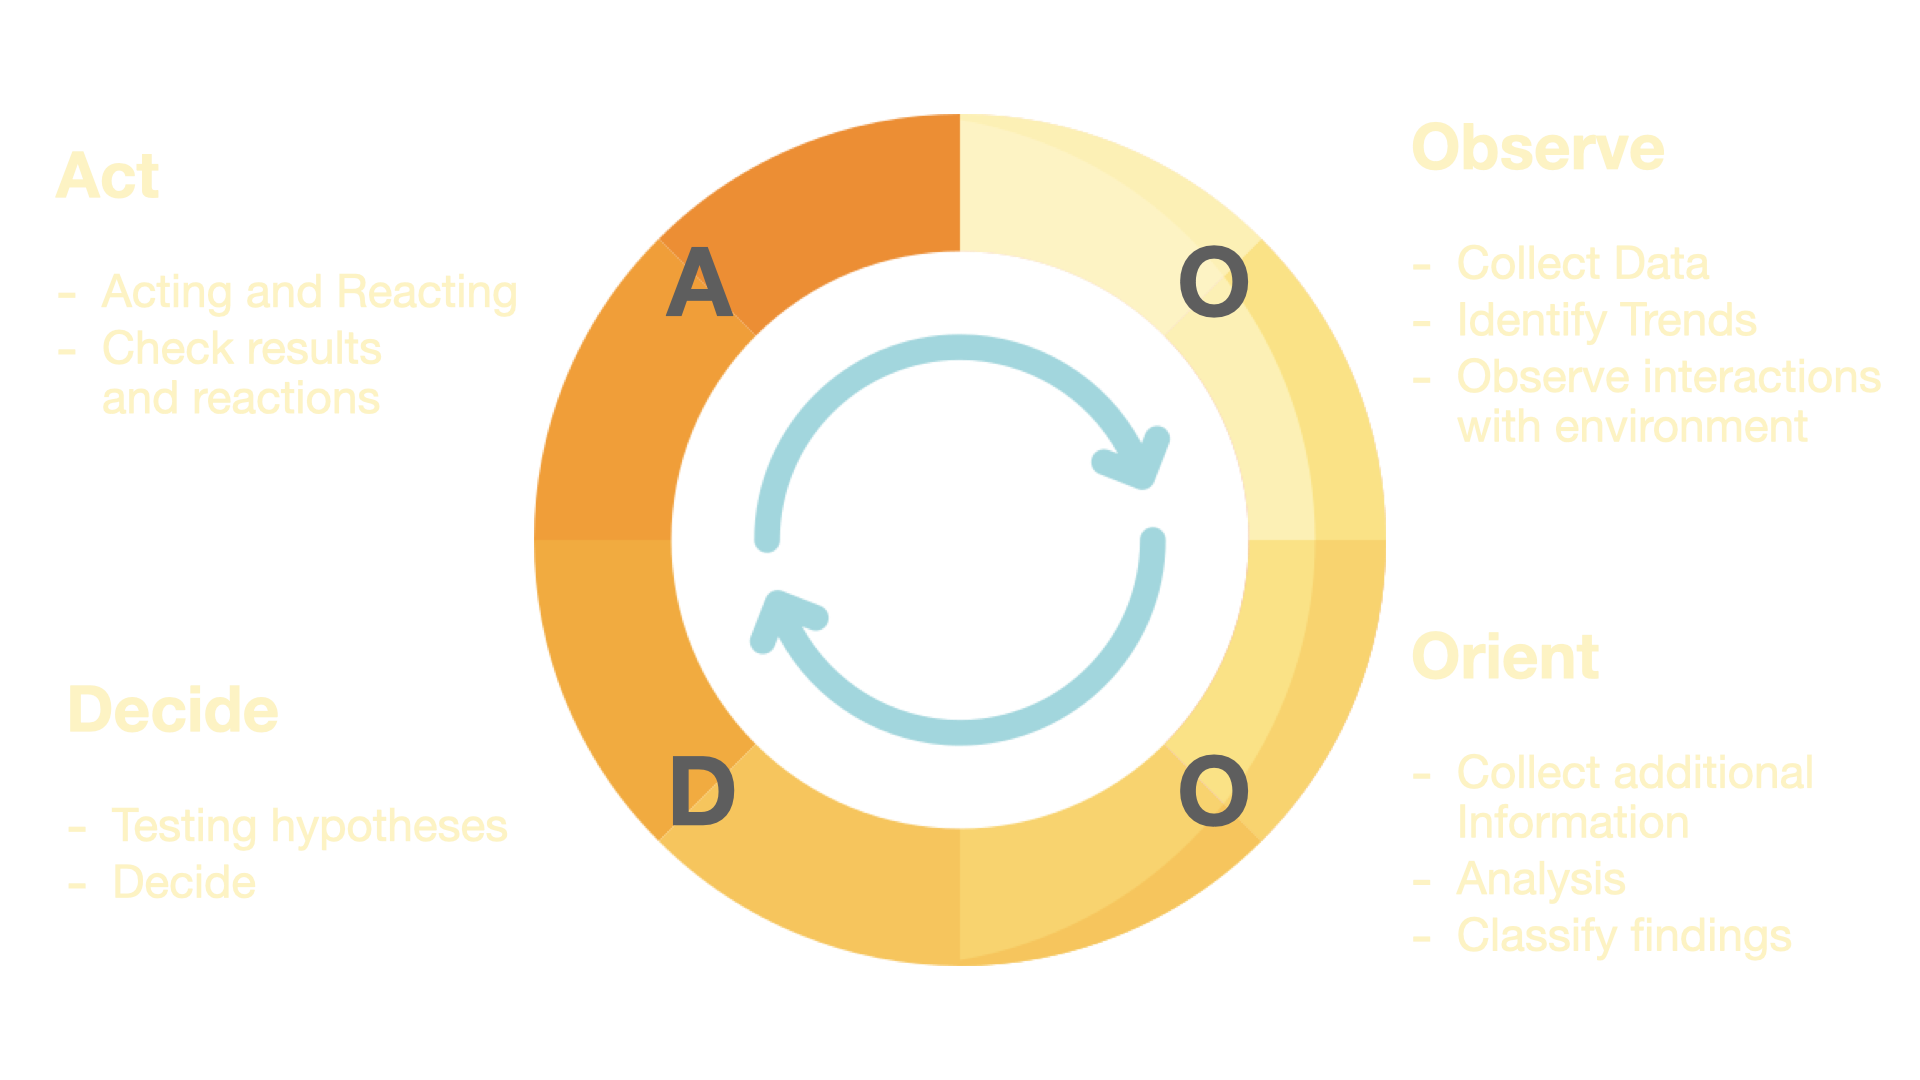 Act
- Acting and Reacting
- Check results
and reactions
Observe
- Collect Data
- Identify Trends
- Observe interactions
with environment
A
O
D
O
Decide
- Testing hypotheses
- Decide
Orient
- Collect additional
Information
- Analysis
- Classify findings